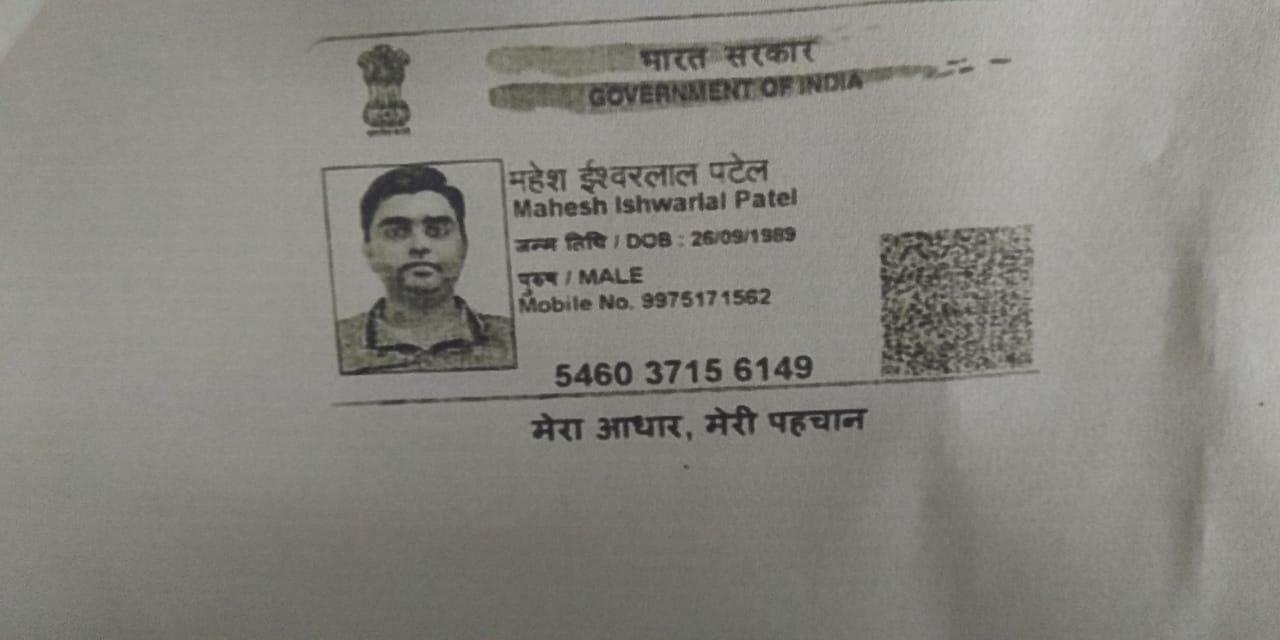 भारत सरकार
GOVERNMENT OF INDIA
महेश ईश्वरलाल पटेल
Mahesh Ishwarlal Patel
जन्म तिथि / DOB : 26/09/1989
पुरुष / MALE
Mobile No. 9975171562
5460 3715 6149
मेरा आधार, मेरी पहचान